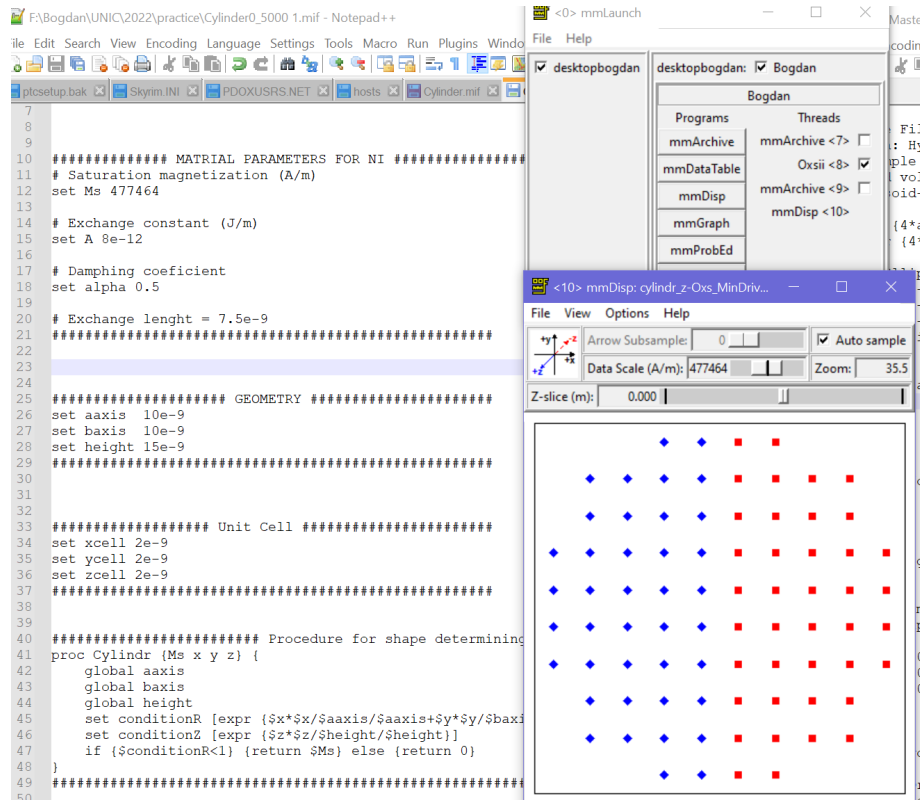 F:\Bogdan\UNIC\2022\practice\Cylinder0_5000 1.mif - Notepad++
ile Edit Search View Encoding Language Settings Tools Macro Run Plugins Windo
ptcsetup.bak Skyrim.INI PDOXUSRS.NET hosts Cylinder.mif
7
8
9
10 ############## MATRIAL PARAMETERS FOR NI ################
11 # Saturation magnetization (A/m)
12 set Ms 477464
13
14 # Exchange constant (J/m)
15 set A 8e-12
16
17 # Damphing coeficient
18 set alpha 0.5
19
20 # Exchange lenght = 7.5e-9
21 #####################################################
22
23
24
25 ##################### GEOMETRY ######################
26 set aaxis  10e-9
27 set baxis  10e-9
28 set height 15e-9
29 #####################################################
30
31
32
33 ################### Unit Cell #######################
34 set xcell 2e-9
35 set ycell 2e-9
36 set zcell 2e-9
37 #####################################################
38
39
40 ######################### Procedure for shape determining
41 proc Cylindr {Ms x y z} {
42 global aaxis
43 global baxis
44 global height
45 set conditionR [expr {$x*$x/$aaxis/$aaxis+$y*$y/$baxi
46 set conditionZ [expr {$z*$z/$height/$height}]
47 if {$conditionR<1} {return $Ms} else {return 0}
48 }
49 #########################################################
50
<0> mmLaunch
File Help
desktopbogdan
desktopbogdan: Bogdan
Bogdan
Programs Threads
mmArchive mmArchive <7>
mmDataTable Oxsii <8>
mmDisp mmArchive <9>
mmGraph mmDisp <10>
mmProbEd
<10> mmDisp: cylindr_z-Oxs_MinDriv...
File View Options Help
+y -z +x +z
Arrow Subsample: 0 Auto sample
Data Scale (A/m): 477464 Zoom: 35.5
Z-slice (m): 0.000
Maste
codin